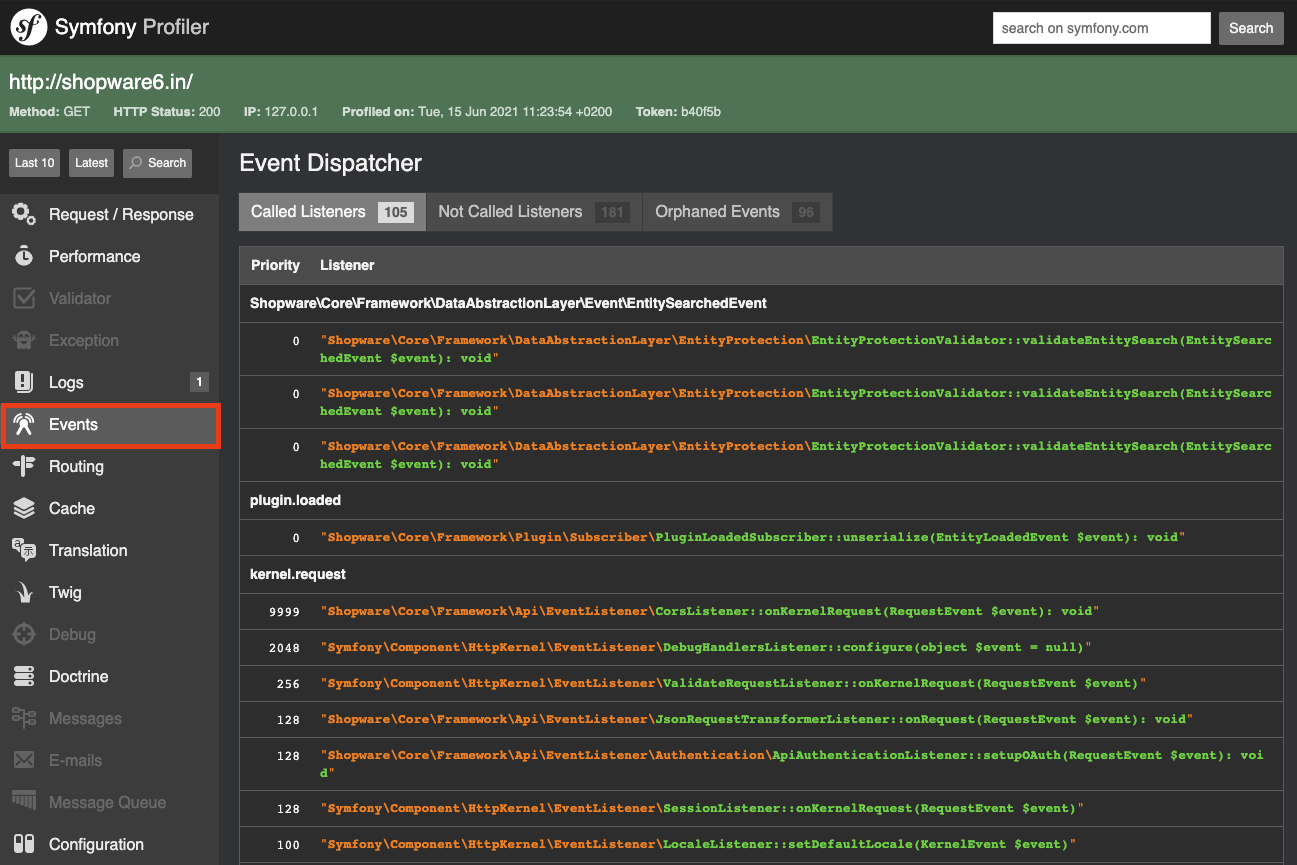 sf Symfony Profiler
search on symfony.com
Search
http://shopware6.in/
Method: GET HTTP Status: 200 IP: 127.0.0.1 Profiled on: Tue, 15 Jun 2021 11:23:54 +0200 Token: b40f5b
Last 10 Latest Search
Request / Response
Performance
Validator
Exception
Logs 1
Events
Routing
Cache
Translation
Twig
Debug
Doctrine
Messages
E-mails
Message Queue
Configuration
Event Dispatcher
Called Listeners 105 Not Called Listeners 181 Orphaned Events 96
Priority Listener
Shopware\Core\Framework\DataAbstractionLayer\Event\EntitySearchedEvent
0 "Shopware\Core\Framework\DataAbstractionLayer\EntityProtection\EntityProtectionValidator::validateEntitySearch(EntitySearc
hedEvent $event): void"
0 "Shopware\Core\Framework\DataAbstractionLayer\EntityProtection\EntityProtectionValidator::validateEntitySearch(EntitySearc
hedEvent $event): void"
0 "Shopware\Core\Framework\DataAbstractionLayer\EntityProtection\EntityProtectionValidator::validateEntitySearch(EntitySearc
hedEvent $event): void"
plugin.loaded
0 "Shopware\Core\Framework\Plugin\Subscriber\PluginLoadedSubscriber::unserialize(EntityLoadedEvent $event): void"
kernel.request
9999 "Shopware\Core\Framework\Api\EventListener\CorsListener::onKernelRequest(RequestEvent $event): void"
2048 "Symfony\Component\HttpKernel\EventListener\DebugHandlersListener::configure(object $event = null)"
256 "Symfony\Component\HttpKernel\EventListener\ValidateRequestListener::onKernelRequest(RequestEvent $event)"
128 "Shopware\Core\Framework\Api\EventListener\JsonRequestTransformerListener::onRequest(RequestEvent $event): void"
128 "Shopware\Core\Framework\Api\EventListener\Authentication\ApiAuthenticationListener::setupOAuth(RequestEvent $event): voi
d"
128 "Symfony\Component\HttpKernel\EventListener\SessionListener::onKernelRequest(RequestEvent $event)"
100 "Symfony\Component\HttpKernel\EventListener\LocaleListener::setDefaultLocale(KernelEvent $event)"